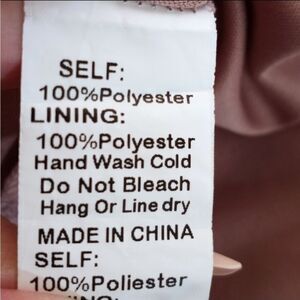 SELF:
100%Polyester
LINING:
100%Polyester
Hand Wash Cold
Do Not Bleach
Hang Or Line dry
MADE IN CHINA
SELF:
100%Poliester